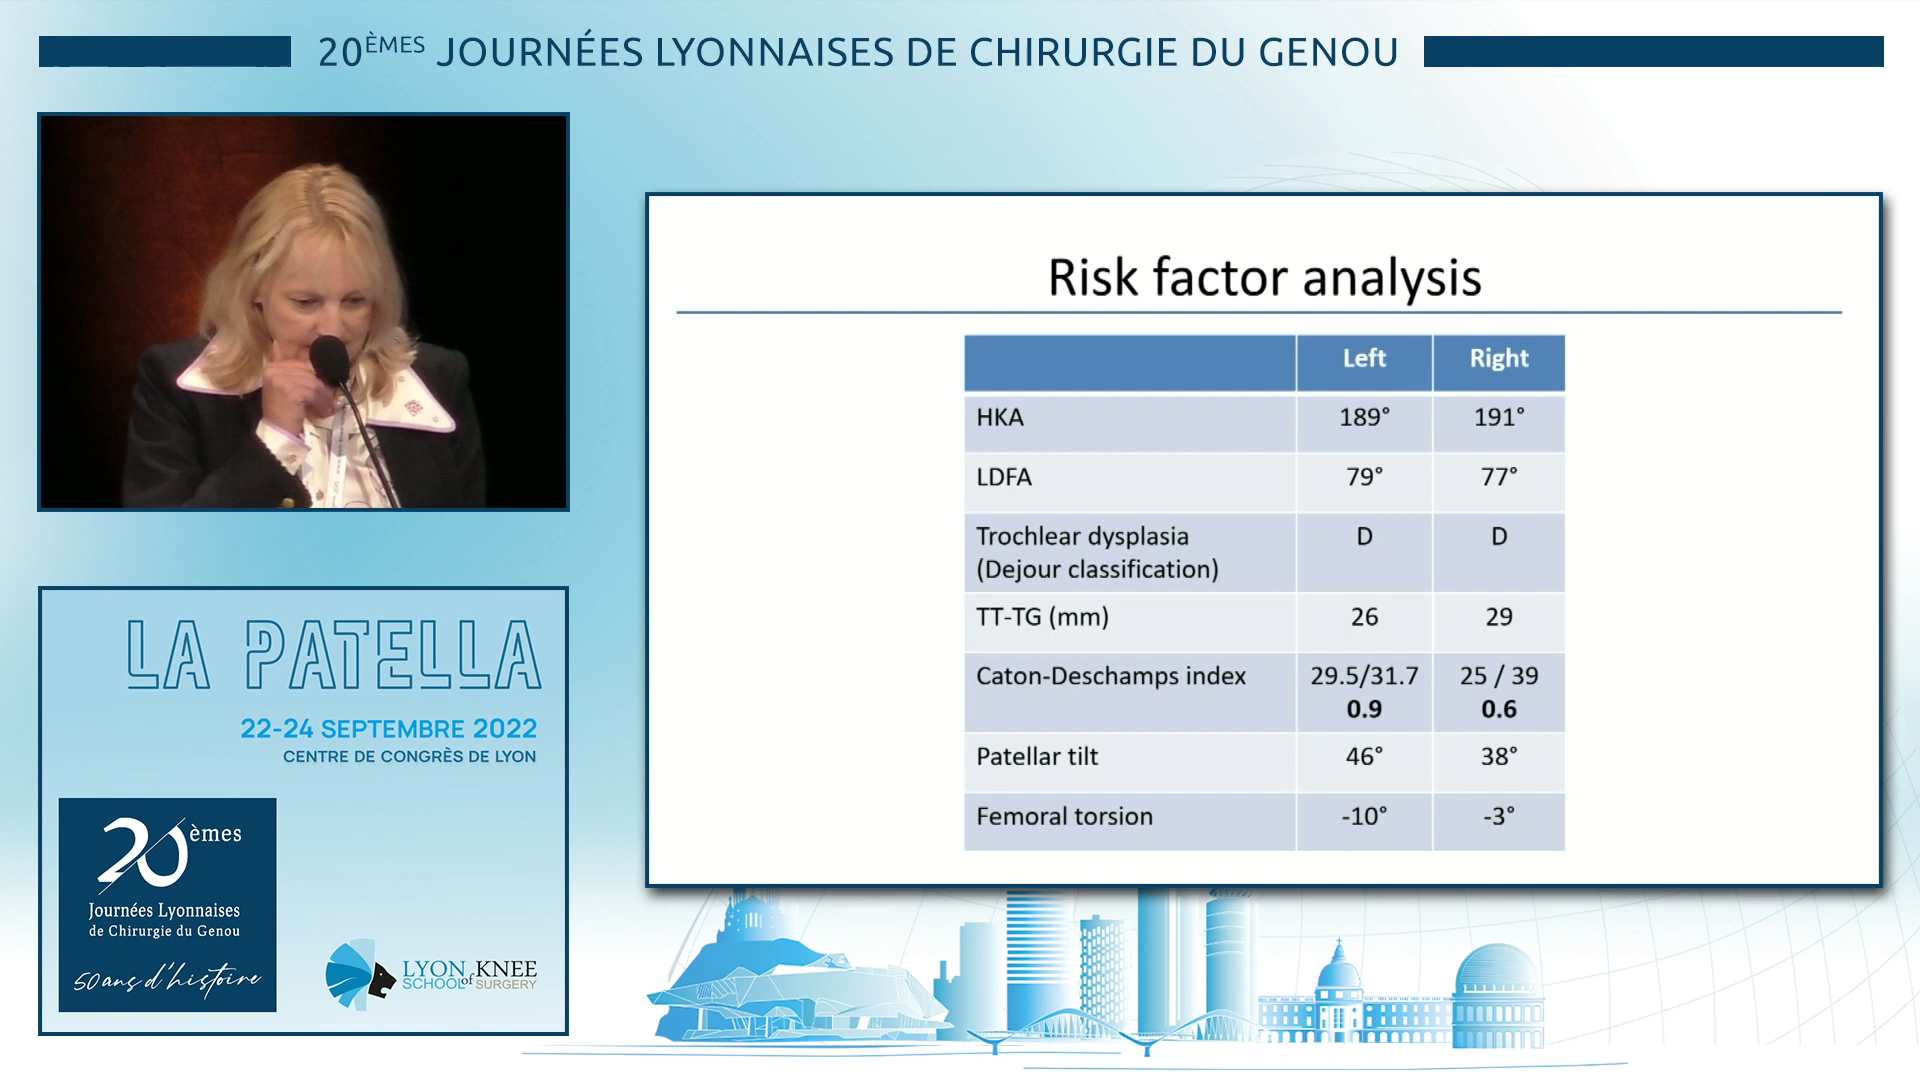 20ÈMES JOURNÉES LYONNAISES DE CHIRURGIE DU GENOU
Risk factor analysis
Left Right
HKA 189° 191°
LDFA 79° 77°
Trochlear dysplasia (Dejour classification) D D
TT-TG (mm) 26 29
Caton-Deschamps index 29.5/31.7 25 / 39
0.9 0.6
Patellar tilt 46° 38°
Femoral torsion -10° -3°
LA PATELLA
22-24 SEPTEMBRE 2022
CENTRE DE CONGRÈS DE LYON
20èmes
Journées Lyonnaises
de Chirurgie du Genou
50 ans d'histoire
LYON KNEE
SCHOOL of SURGERY